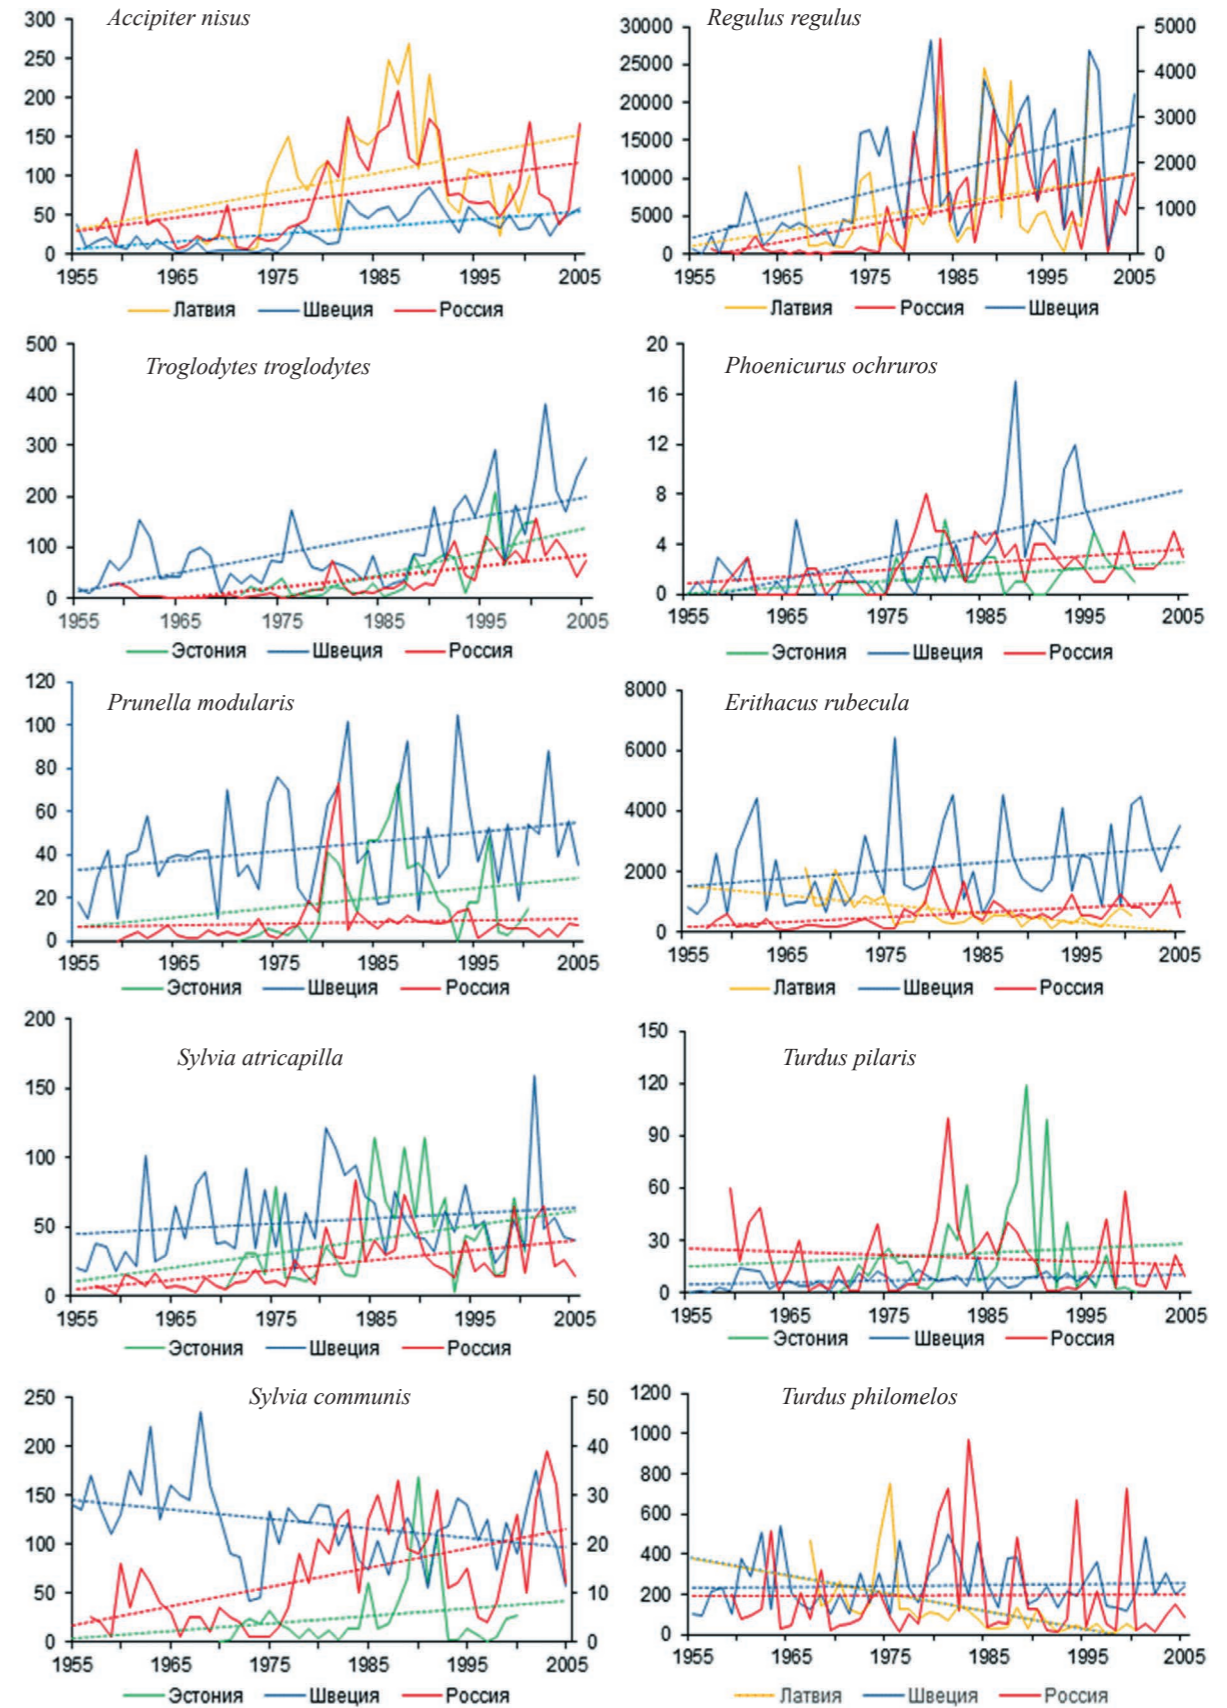 Accipiter nisus
300
250
200
150
100
50
0
1955 1965 1975 1985 1995 2005
Латвия Швеция Россия
Regulus regulus
30000 5000
25000 4000
20000
15000 3000
10000 2000
5000 1000
0 0
1955 1965 1975 1985 1995 2005
Латвия Россия Швеция
Troglodytes troglodytes
500
400
300
200
100
0
1955 1965 1975 1985 1995 2005
Эстония Швеция Россия
Phoenicurus ochruros
20
16
12
8
4
0
1955 1965 1975 1985 1995 2005
Эстония Швеция Россия
Prunella modularis
120
100
80
60
40
20
0
1955 1965 1975 1985 1995 2005
Эстония Швеция Россия
Erithacus rubecula
8000
6000
4000
2000
0
1955 1965 1975 1985 1995 2005
Латвия Швеция Россия
Sylvia atricapilla
200
150
100
50
0
1955 1965 1975 1985 1995 2005
Эстония Швеция Россия
Turdus pilaris
150
120
90
60
30
0
1955 1965 1975 1985 1995 2005
Эстония Швеция Россия
Sylvia communis
250 50
200 40
150 30
100 20
50 10
0 0
1955 1965 1975 1985 1995 2005
Эстония Швеция Россия
Turdus philomelos
1200
1000
800
600
400
200
0
1955 1965 1975 1985 1995 2005
Латвия Швеция Россия